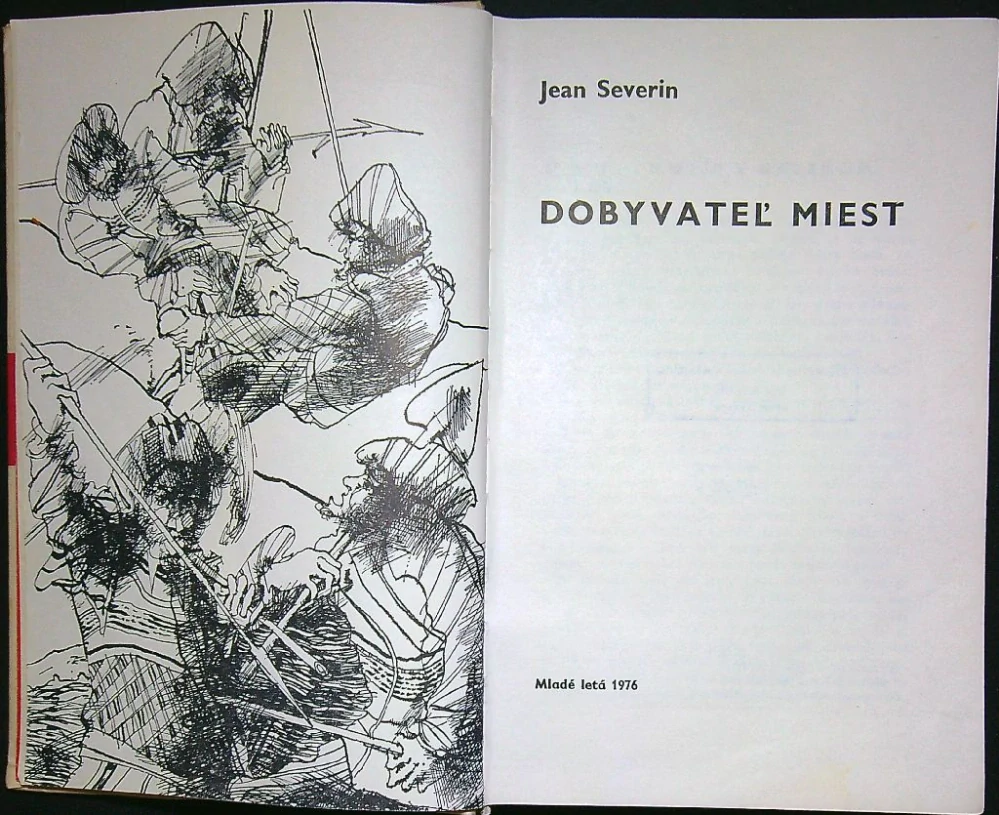 Jean Severin
DOBYVATEĽ MIEST
Mladé letá 1976